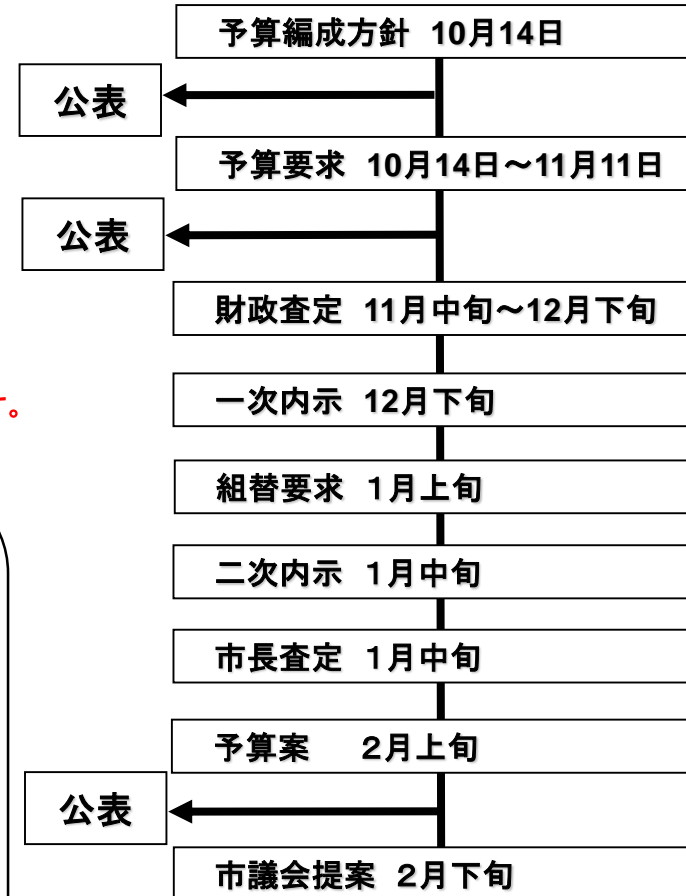 予算編成方針 10月14日
公表
予算要求 10月14日～11月11日
公表
財政査定 11月中旬～12月下旬
す。
一次内示 12月下旬
組替要求 1月上旬
二次内示 1月中旬
市長査定 1月中旬
予算案 2月上旬
公表
市議会提案 2月下旬